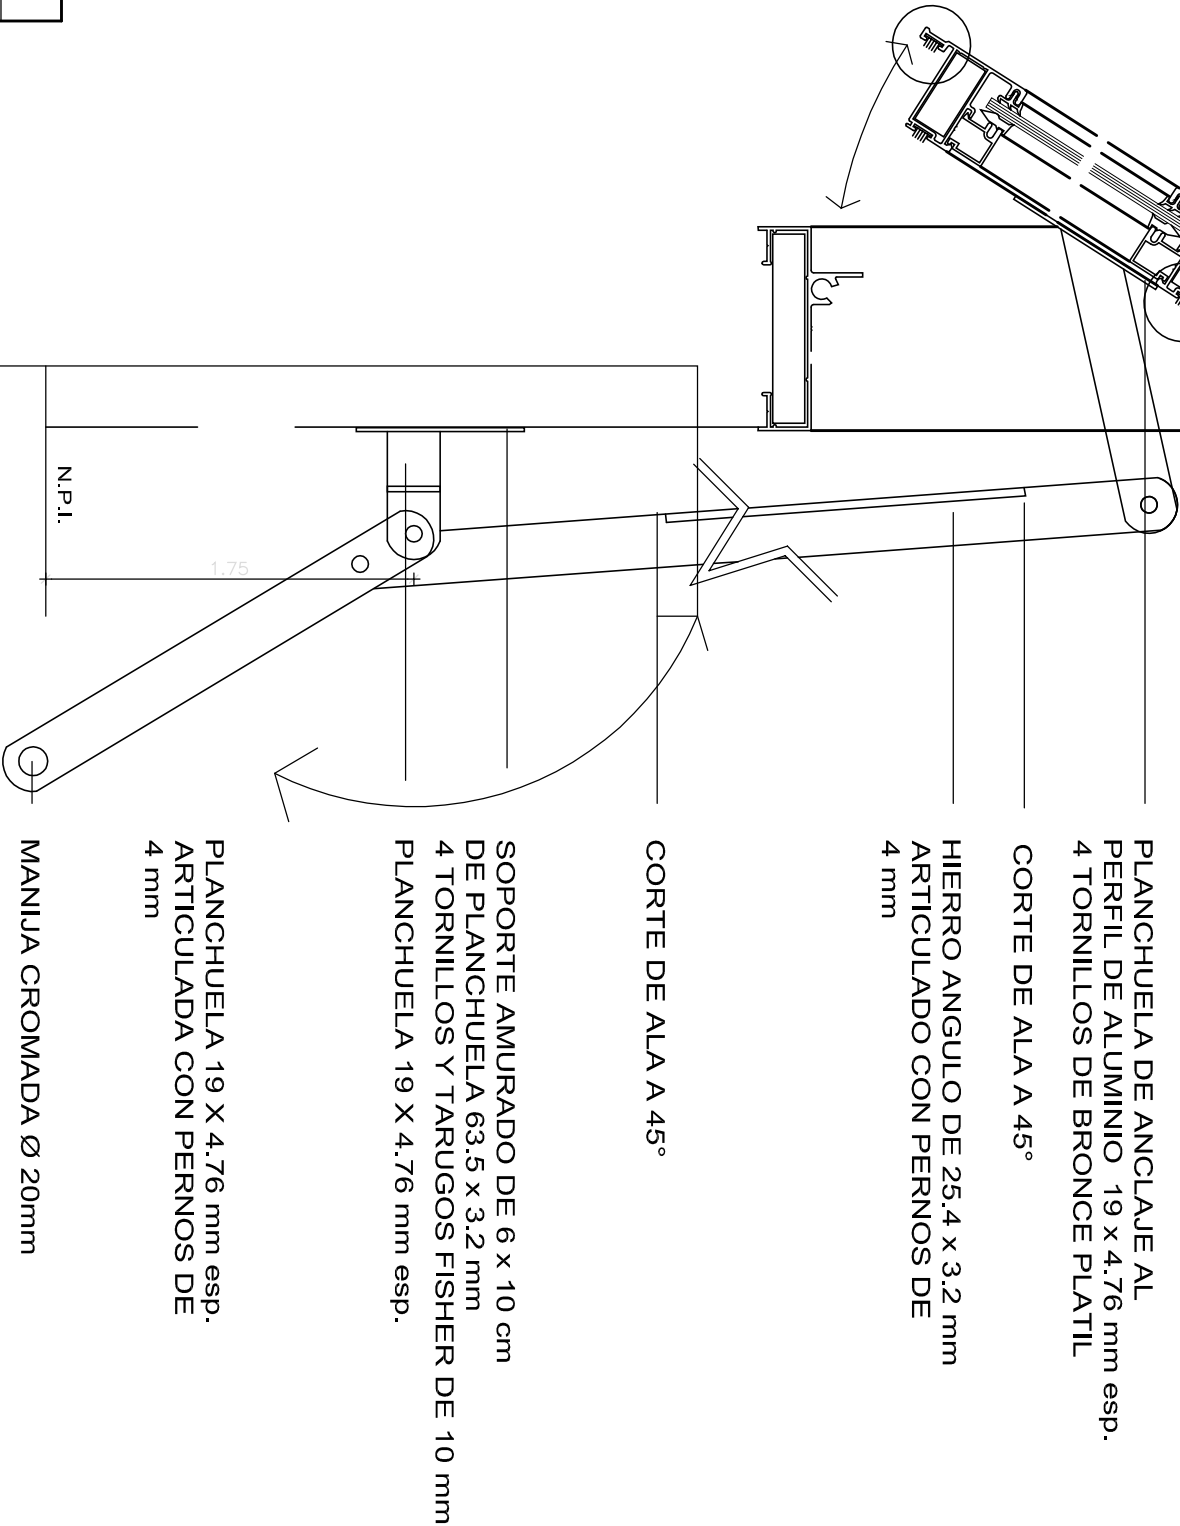 PLANCHUELA DE ANCLAJE AL
PERFIL DE ALUMINIO 19 x 4.76 mm esp.
4 TORNILLOS DE BRONCE PLATIL
CORTE DE ALA A 45°
HIERRO ANGULO DE 25.4 x 3.2 mm
ARTICULADO CON PERNOS DE
4 mm
CORTE DE ALA A 45°
SOPORTE AMURADO DE 6 x 10 cm
DE PLANCHUELA 63.5 x 3.2 mm
4 TORNILLOS Y TARUGOS FISHER DE 10 mm
PLANCHUELA 19 X 4.76 mm esp.
PLANCHUELA 19 X 4.76 mm esp.
ARTICULADA CON PERNOS DE
4 mm
MANIJA CROMADA Ø 20mm
N.P.I.
1.75